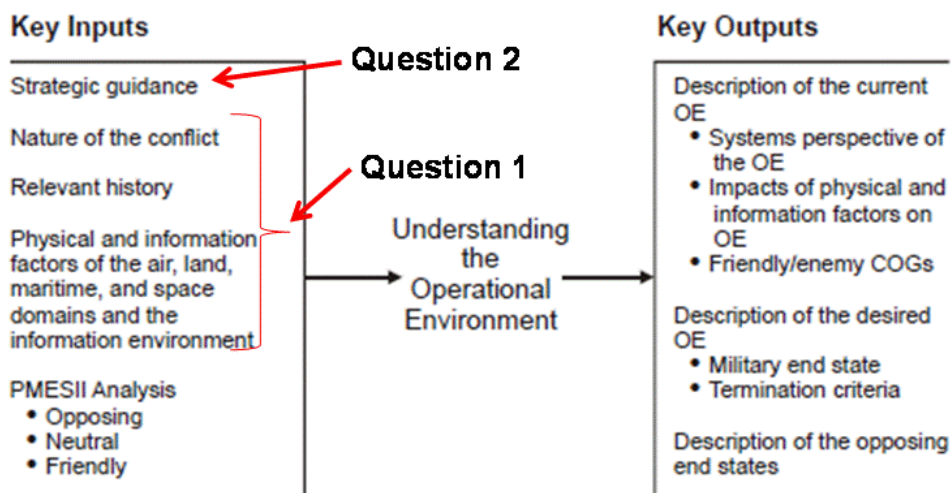 Key Inputs
Strategic guidance
Nature of the conflict
Relevant history
Physical and information
factors of the air, land,
maritime, and space
domains and the
information environment
PMESII Analysis
• Opposing
• Neutral
• Friendly
Question 2
Question 1
Understanding
the
Operational
Environment
Key Outputs
Description of the current
OE
• Systems perspective of
the OE
• Impacts of physical and
information factors on
OE
• Friendly/enemy COGs
Description of the desired
OE
• Military end state
• Termination criteria
Description of the opposing
end states